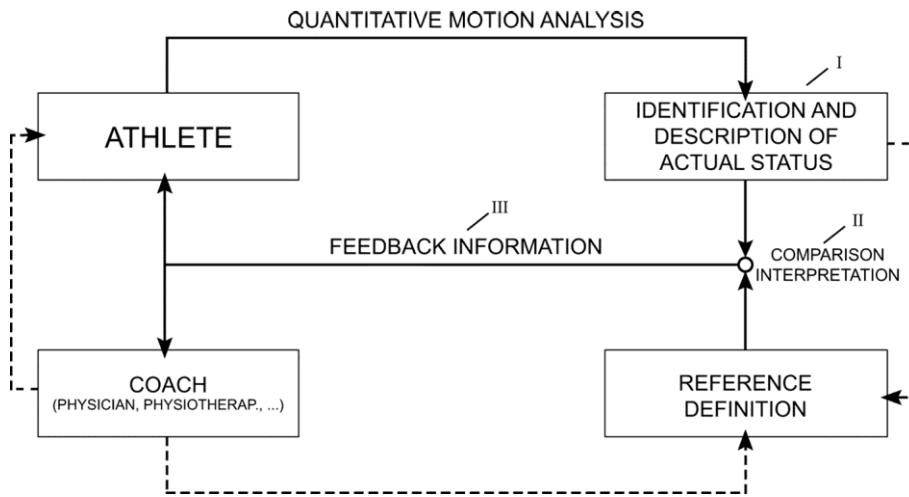 QUANTITATIVE MOTION ANALYSIS
I
ATHLETE
IDENTIFICATION AND
DESCRIPTION OF
ACTUAL STATUS
III
FEEDBACK INFORMATION
II
COMPARISON
INTERPRETATION
COACH
(PHYSICIAN, PHYSIOTHERAP., ...)
REFERENCE
DEFINITION